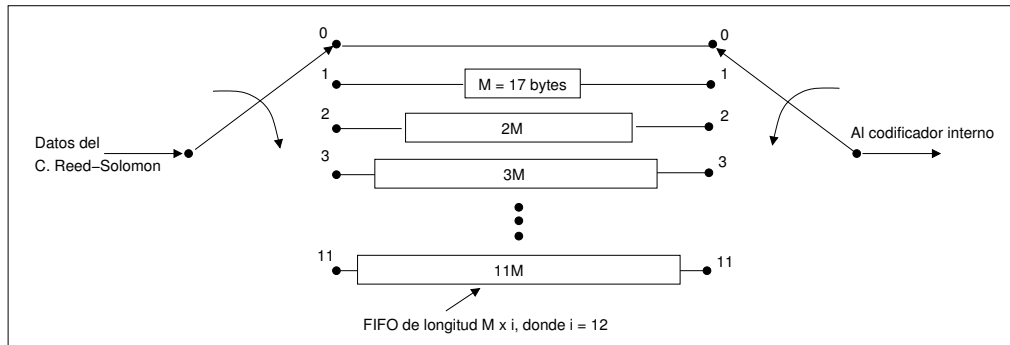 0
0
1
M = 17 bytes
1
2
2M
2
Datos del
C. Reed–Solomon
Al codificador interno
3
3M
3
11
11M
11
FIFO de longitud M x i, donde i = 12